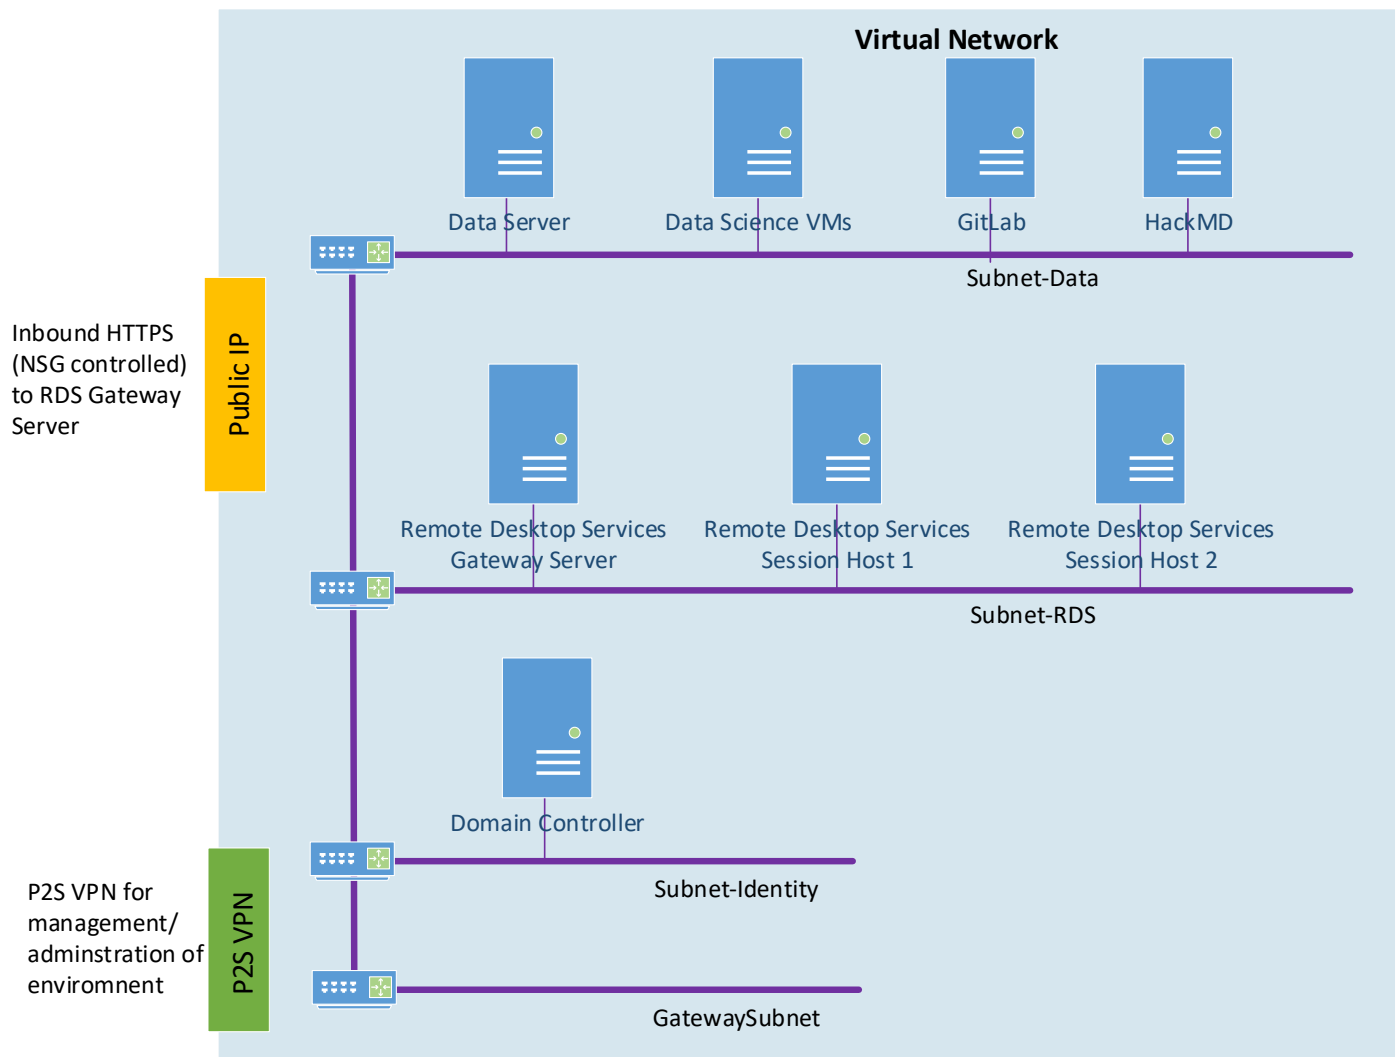 Virtual Network
Data Server
Data Science VMs
GitLab
HackMD
Subnet-Data
Inbound HTTPS
(NSG controlled)
to RDS Gateway
Server
Public IP
Remote Desktop Services
Gateway Server
Remote Desktop Services
Session Host 1
Remote Desktop Services
Session Host 2
Subnet-RDS
Domain Controller
Subnet-Identity
P2S VPN for
management/
adminstration of
enviromnent
P2S VPN
GatewaySubnet